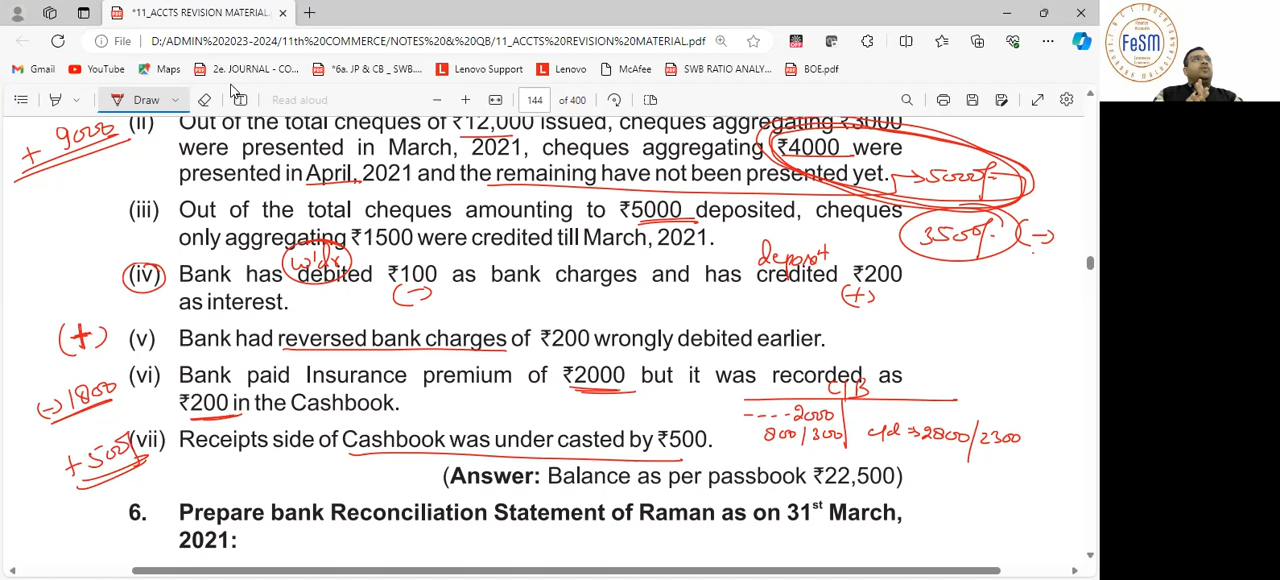 *11_ACCTS REVISION MATERIAL.pdf
File D:/ADMIN%202023-2024/11th%20COMMERCE/NOTES%20&%20QB/11_ACCTS%20REVISION%20MATERIAL.pdf
Gmail YouTube Maps 2e. JOURNAL - CO... *6a. JP & CB _ SWB... Lenovo Support Lenovo McAfee SWB RATIO ANALY... BOE.pdf
Draw Read aloud 144 of 400
FeSM
+ 9000
(ii) Out of the total cheques of ₹12,000 issued, cheques aggregating ₹3000
were presented in March, 2021, cheques aggregating ₹4000 were
presented in April, 2021 and the remaining have not been presented yet. → 5000/-
(iii) Out of the total cheques amounting to ₹5000 deposited, cheques
only aggregating ₹1500 were credited till March, 2021. 3500/- (-)
w'dr deposit
(iv) Bank has debited ₹100 as bank charges and has credited ₹200
(-) (+)
as interest.
(+) (v) Bank had reversed bank charges of ₹200 wrongly debited earlier.
(vi) Bank paid Insurance premium of ₹2000 but it was recorded as
(-) 1800 ₹200 in the Cashbook.
C/B
----2000
800/300 c/d → 2800/2300
+ 500/- (vii) Receipts side of Cashbook was under casted by ₹500.
(Answer: Balance as per passbook ₹22,500)
6. Prepare bank Reconciliation Statement of Raman as on 31st March,
2021: